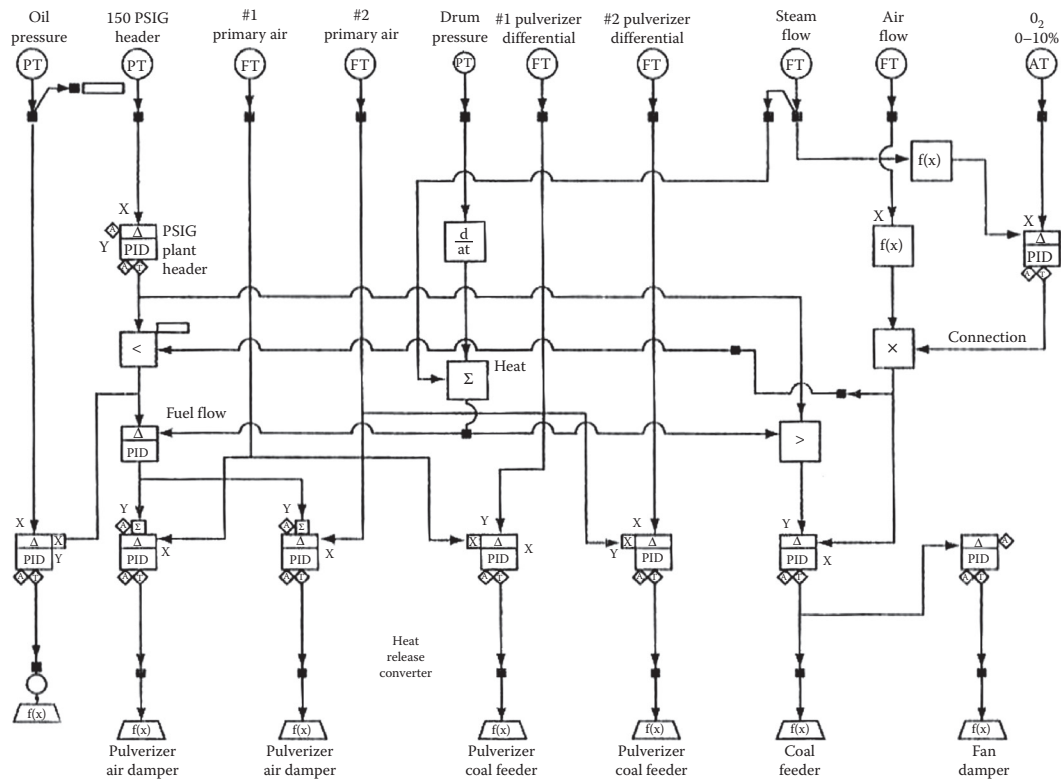 Oil
pressure
150 PSIG
header
#1
primary air
#2
primary air
Drum
pressure
#1 pulverizer
differential
#2 pulverizer
differential
Steam
flow
Air
flow
0₂
0–10%
PT
PT
FT
FT
PT
FT
FT
FT
FT
AT
f(x)
X
A
Y
Δ
PID
A T
PSIG
plant
header
d
at
X
f(x)
X
Δ
PID
A T
<
Σ
Heat
×
Connection
Fuel flow
Δ
PID
>
X
Δ
X
Y
PID
A T
Y
A
Σ
Δ
X
PID
A T
Y
A
Σ
Δ
X
PID
A T
Y
X
Δ
X
PID
A T
X
X
Y
Δ
PID
A T
Y
Δ
X
PID
A T
Δ
A
PID
A T
Heat
release
converter
f(x)
f(x)
f(x)
f(x)
f(x)
f(x)
f(x)
Pulverizer
air damper
Pulverizer
air damper
Pulverizer
coal feeder
Pulverizer
coal feeder
Coal
feeder
Fan
damper